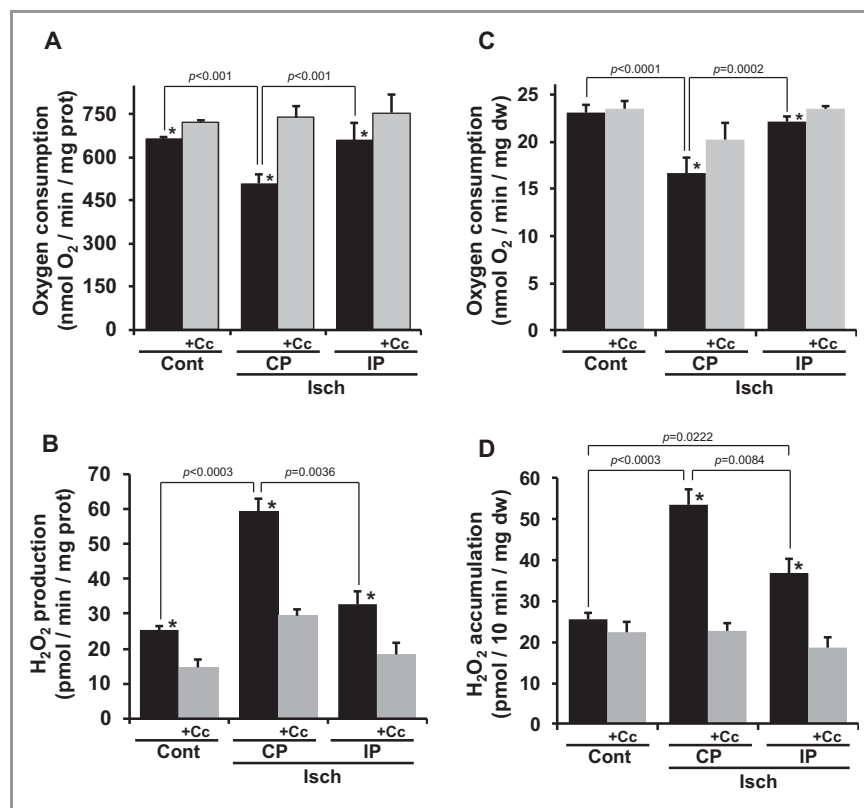 A
p<0.001
p<0.001
Oxygen consumption
(nmol O₂ / min / mg prot)
750
600
450
300
150
0
*
*
*
+Cc
+Cc
+Cc
Cont
CP
IP
Isch
C
p<0.0001
p=0.0002
Oxygen consumption
(nmol O₂ / min / mg dw)
30
25
20
15
10
5
0
*
*
+Cc
+Cc
+Cc
Cont
CP
IP
Isch
B
p<0.0003
p=0.0036
H₂O₂ production
(pmol / min / mg prot)
70
60
50
40
30
20
10
0
*
*
*
+Cc
+Cc
+Cc
Cont
CP
IP
Isch
D
p=0.0222
p<0.0003
p=0.0084
H₂O₂ accumulation
(pmol / 10 min / mg dw)
60
50
40
30
20
10
0
*
*
+Cc
+Cc
+Cc
Cont
CP
IP
Isch